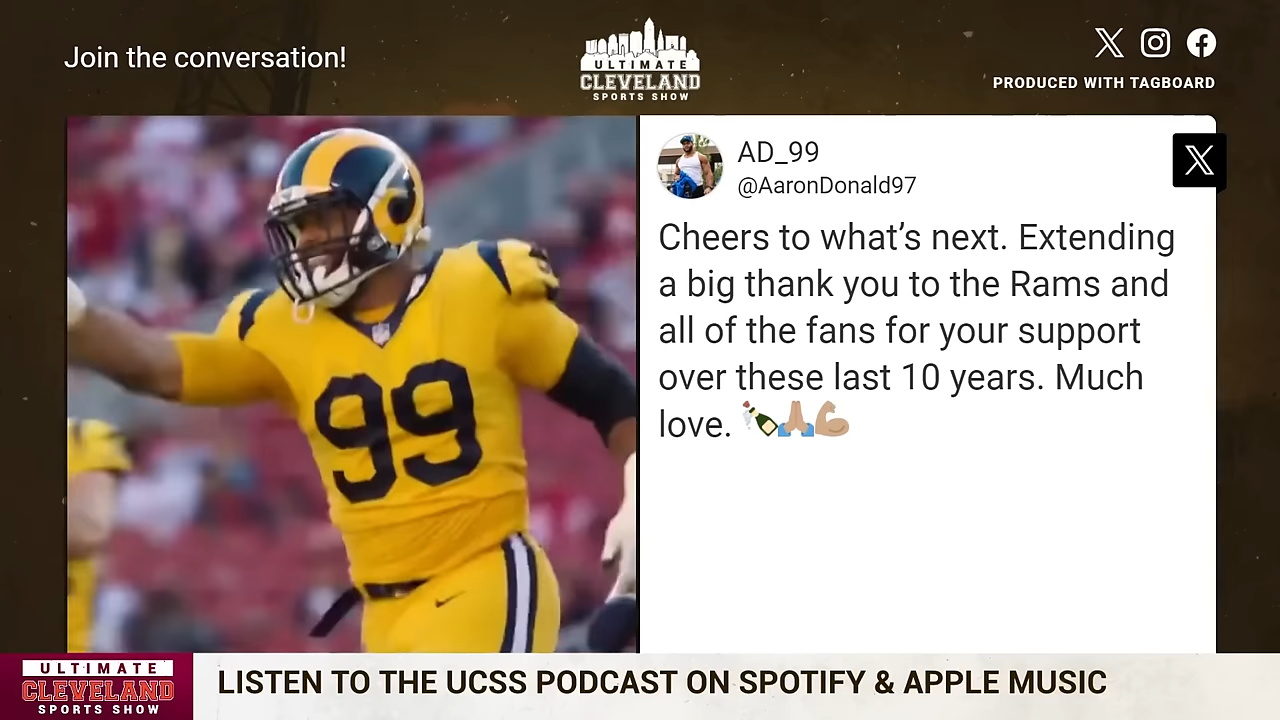 Join the conversation!
ULTIMATE
CLEVELAND
SPORTS SHOW
PRODUCED WITH TAGBOARD
AD_99
@AaronDonald97
Cheers to what’s next. Extending
a big thank you to the Rams and
all of the fans for your support
over these last 10 years. Much
love. 🍾🙏🏽💪🏽
99
ULTIMATE
CLEVELAND
SPORTS SHOW
LISTEN TO THE UCSS PODCAST ON SPOTIFY & APPLE MUSIC